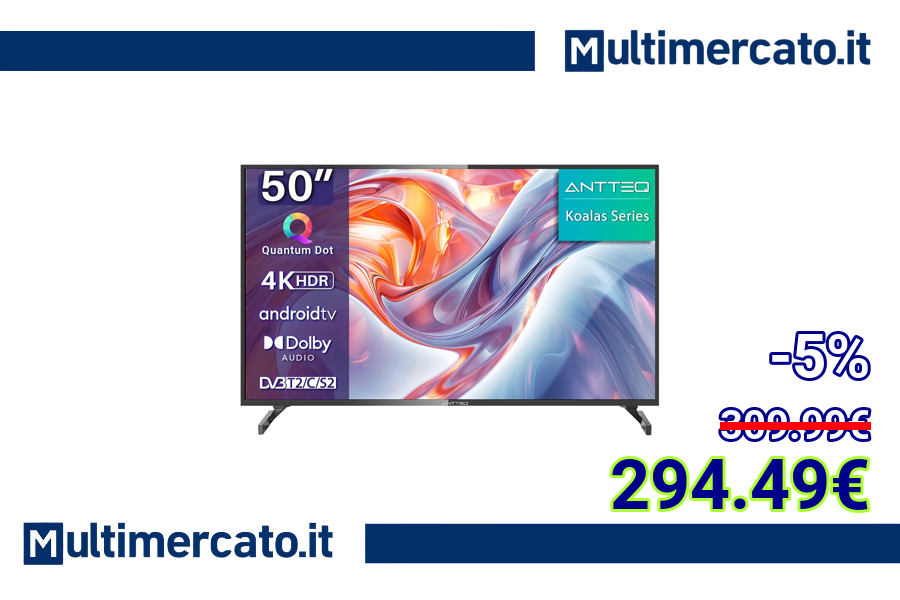 Multimercato.it
50”
ANTTEQ
Koalas Series
Quantum Dot
4K HDR
androidtv
Dolby
AUDIO
DVB T2/C/S2
ANTTEQ
-5%
309.99€
294.49€
Multimercato.it